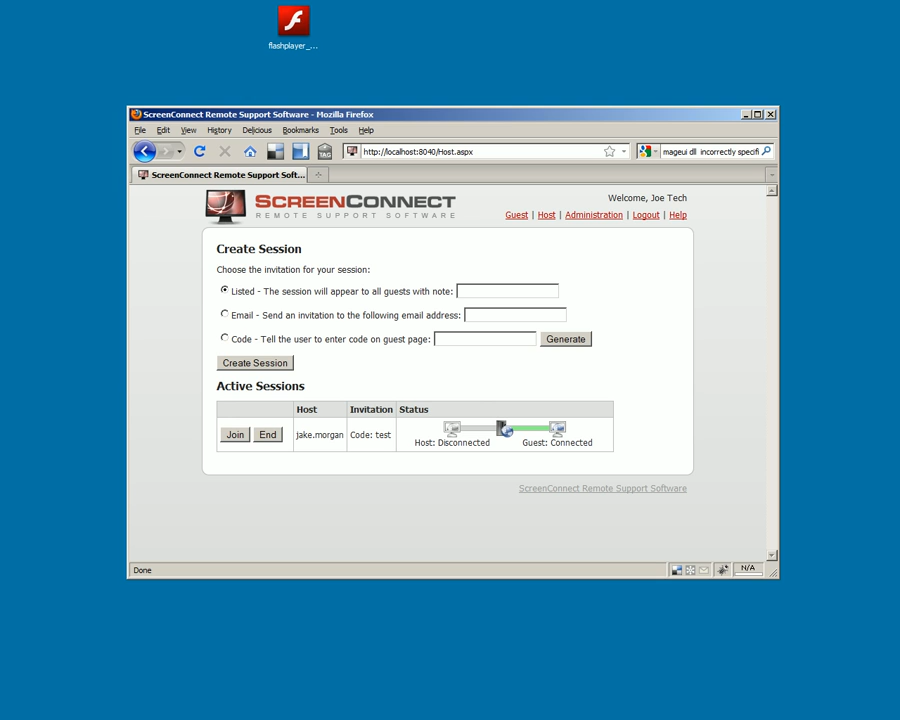 flashplayer_...
ScreenConnect Remote Support Software - Mozilla Firefox
File Edit View History Delicious Bookmarks Tools Help
TAG http://localhost:8040/Host.aspx mageui dll incorrectly specifi
ScreenConnect Remote Support Soft...
SCREENCONNECT
REMOTE SUPPORT SOFTWARE
Welcome, Joe Tech
Guest | Host | Administration | Logout | Help
Create Session
Choose the invitation for your session:
Listed - The session will appear to all guests with note:
Email - Send an invitation to the following email address:
Code - Tell the user to enter code on guest page: Generate
Create Session
Active Sessions
Host Invitation Status
Join End jake.morgan Code: test
Host: Disconnected Guest: Connected
ScreenConnect Remote Support Software
Done N/A